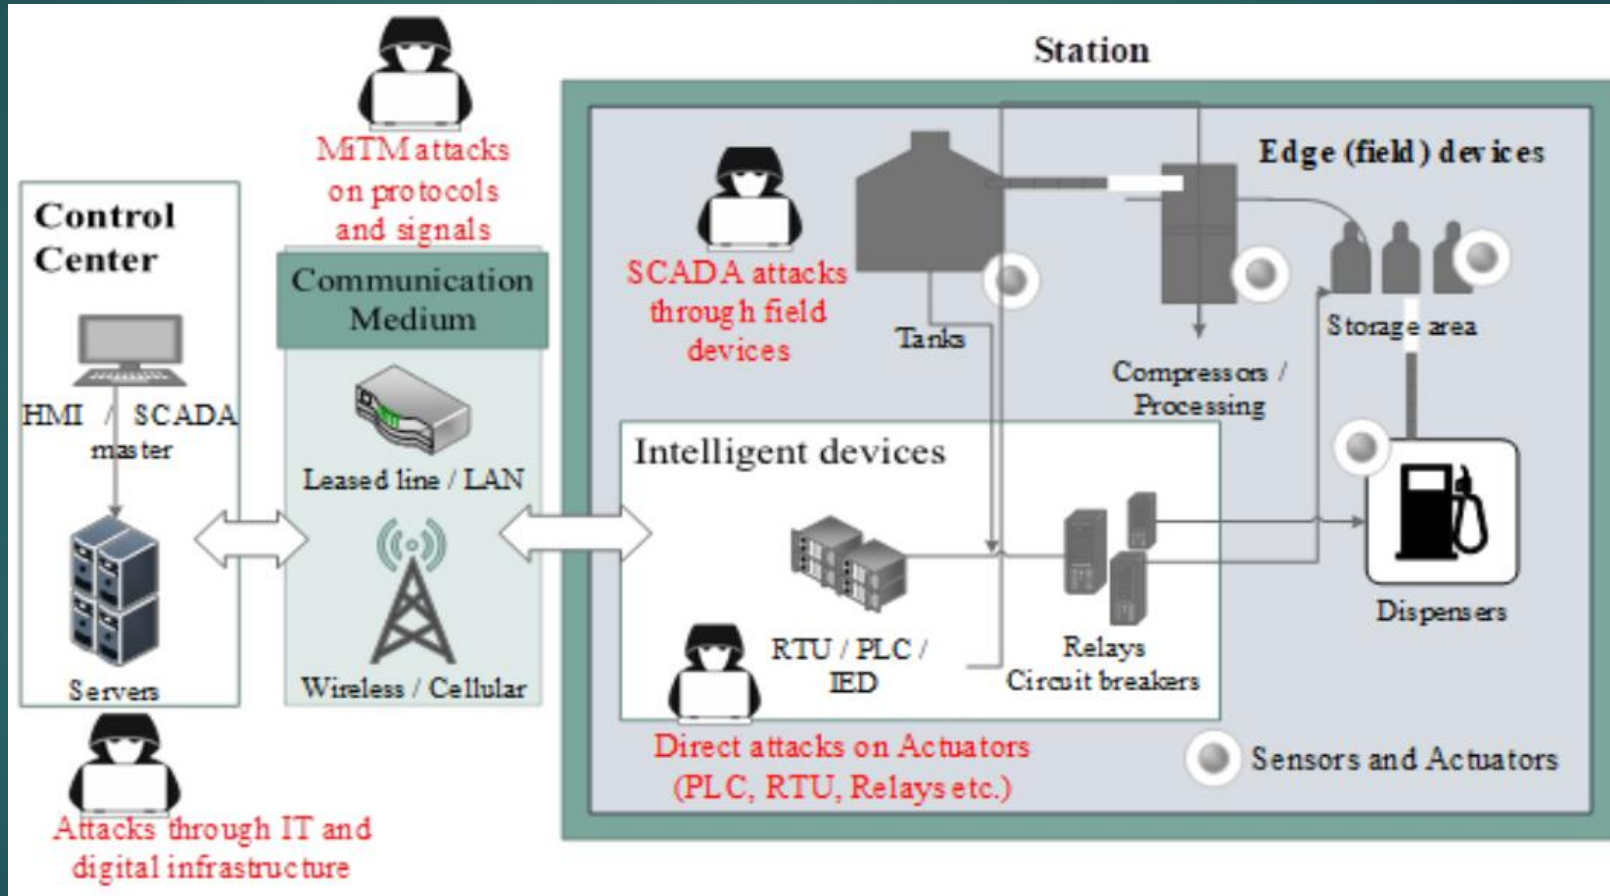 Station
MiTM attacks
on protocols
and signals
Control
Center
Communication
Medium
HMI / SCADA
master
Leased line / LAN
Servers
Wireless / Cellular
Attacks through IT and
digital infrastructure
Edge (field) devices
SCADA attacks
through field
devices
Tanks
Compressors /
Processing
Storage area
Intelligent devices
RTU / PLC /
IED
Relays
Circuit breakers
Dispensers
Direct attacks on Actuators
(PLC, RTU, Relays etc.)
Sensors and Actuators